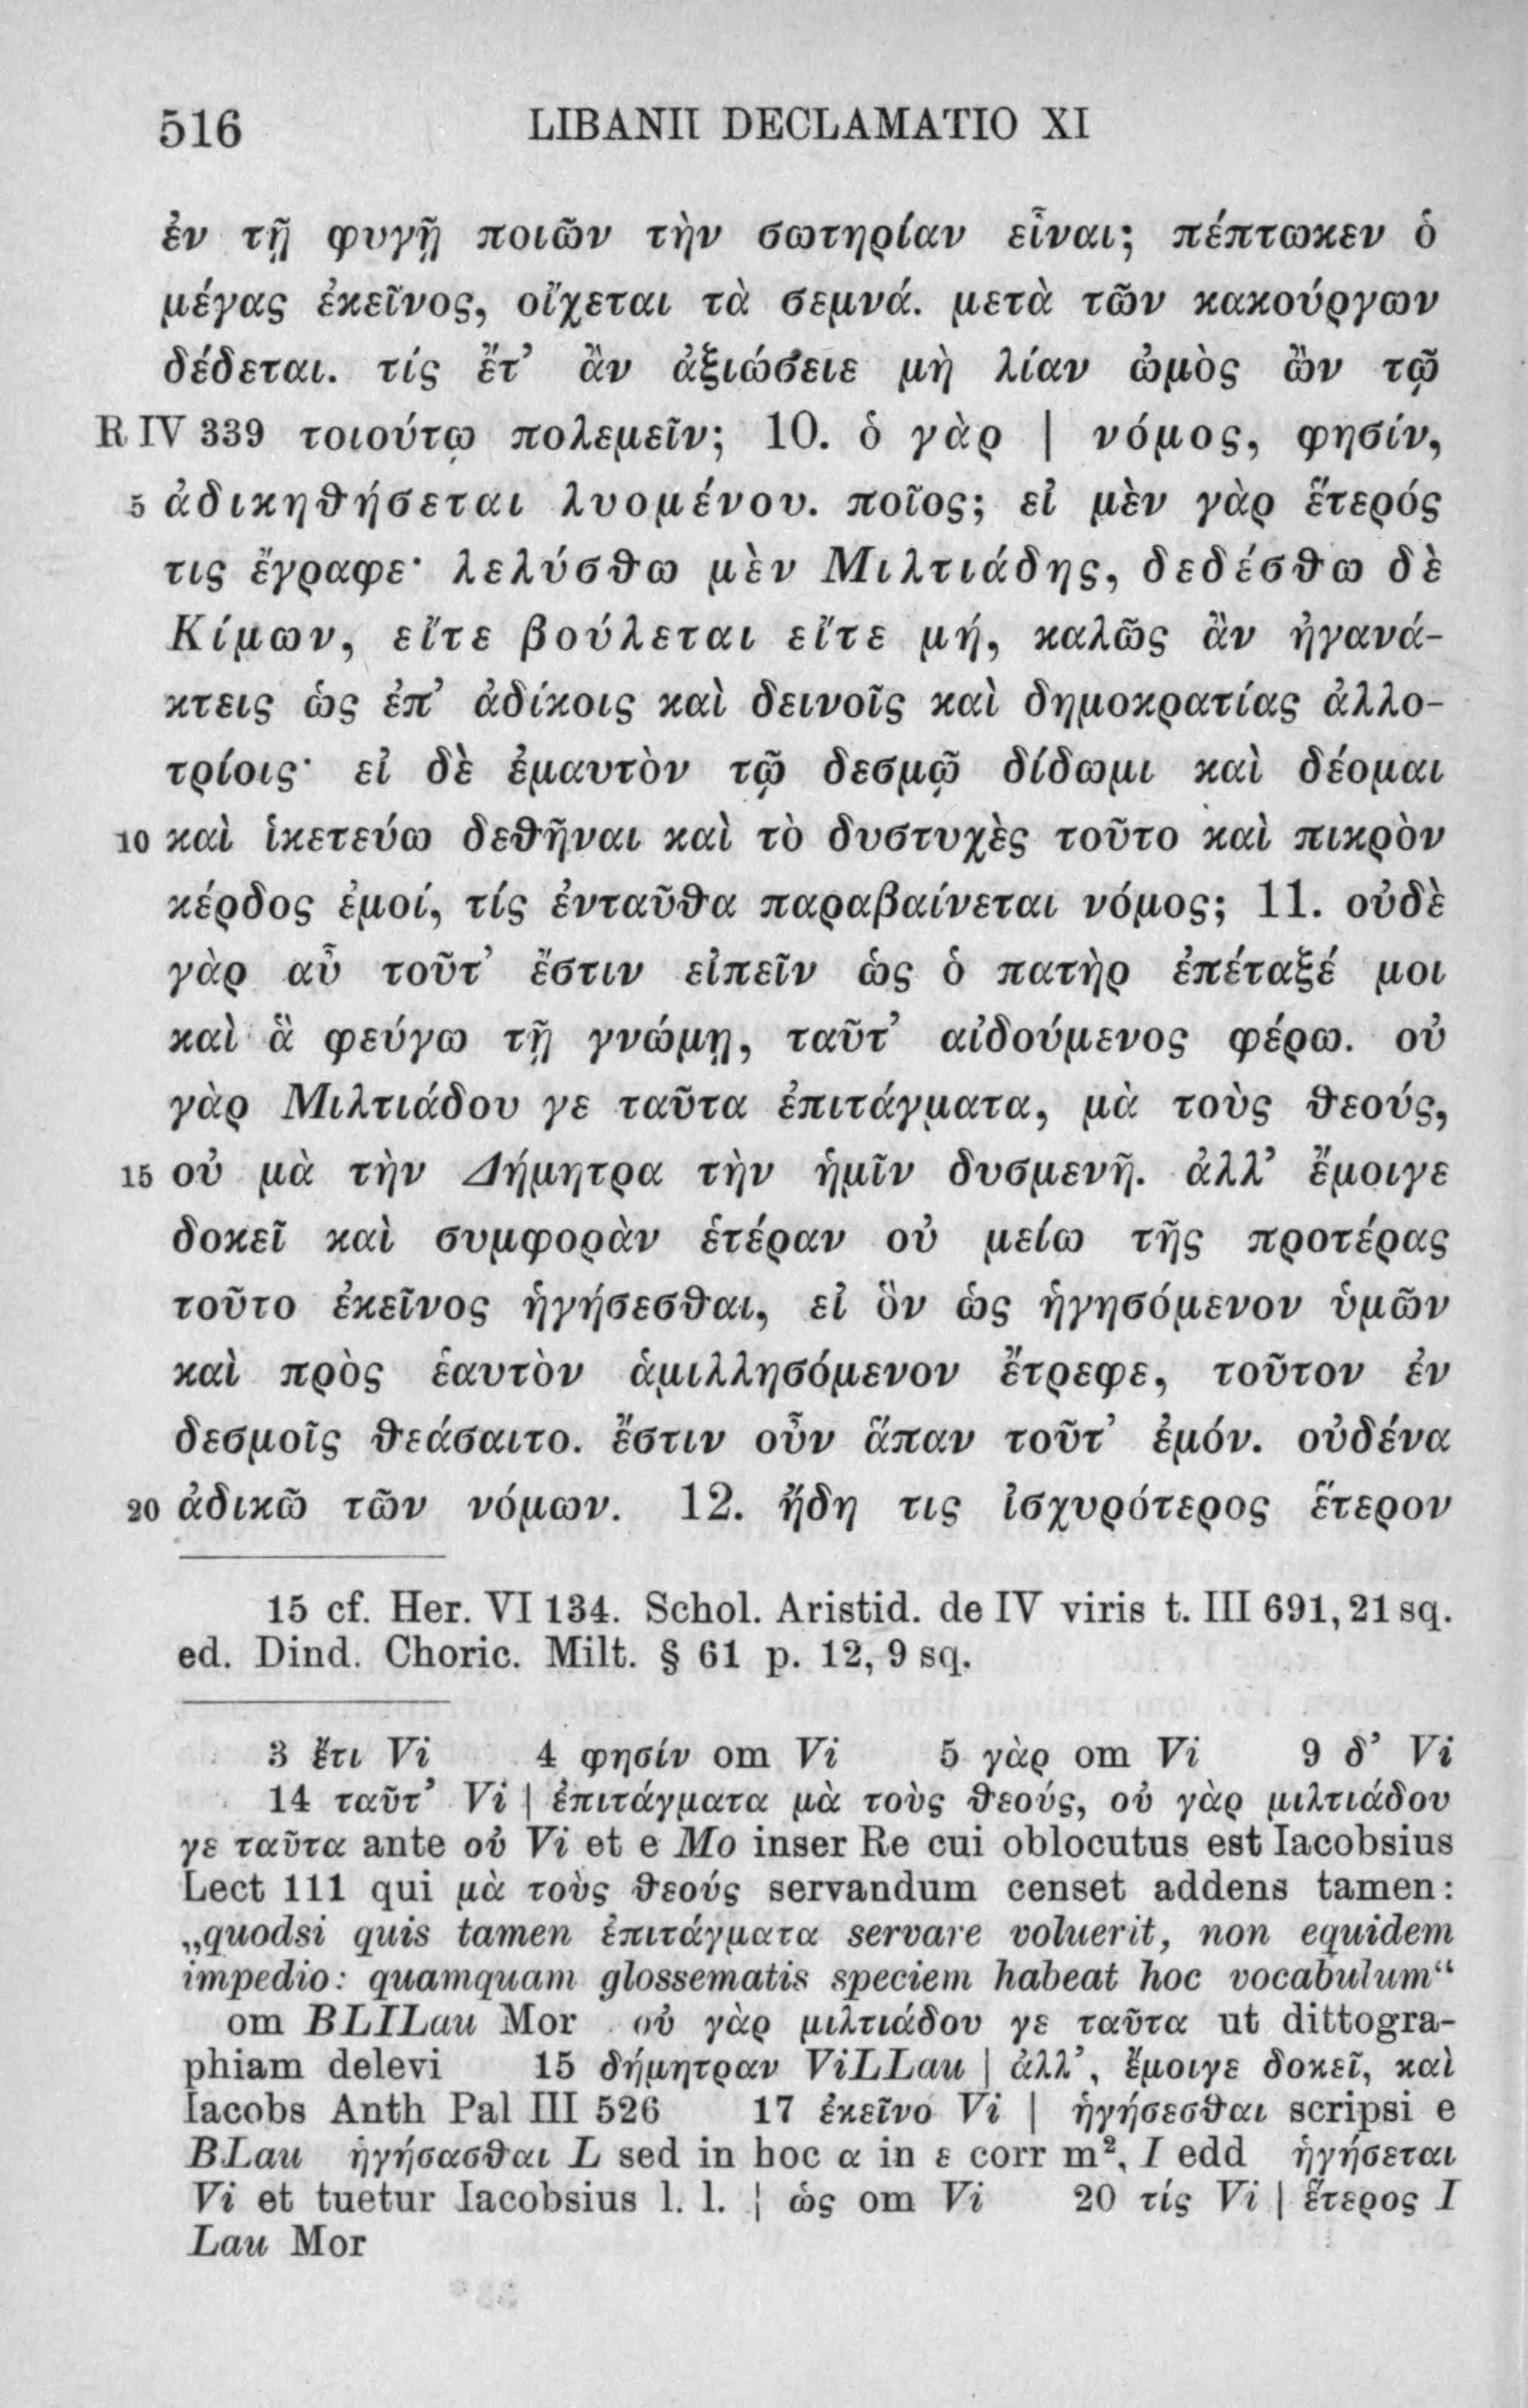 516 LIBANII DECLAMATIO XI
ἐν τῇ φυγῇ ποιῶν τὴν σωτηρίαν εἶναι; πέπτωκεν ὁ
μέγας ἐκεῖνος, οἴχεται τὰ σεμνά. μετὰ τῶν κακούργων
δέδεται. τίς ἔτ’ ἂν ἀξιώσειε μὴ λίαν ὠμὸς ὢν τῷ
R IV 339 τοιούτῳ πολεμεῖν; 10. ὁ γὰρ | νόμος, φησίν,
5 ἀδικηθήσεται λυομένου. ποῖος; εἰ μὲν γὰρ ἕτερός
τις ἔγραφε· λελύσθω μὲν Μιλτιάδης, δεδέσθω δὲ
Κίμων, εἴτε βούλεται εἴτε μή, καλῶς ἂν ἠγανά-
κτεις ὡς ἐπ’ ἀδίκοις καὶ δεινοῖς καὶ δημοκρατίας ἀλλο-
τρίοις· εἰ δὲ ἐμαυτὸν τῷ δεσμῷ δίδωμι καὶ δέομαι
10 καὶ ἱκετεύω δεθῆναι καὶ τὸ δυστυχὲς τοῦτο καὶ πικρὸν
κέρδος ἐμοί, τίς ἐνταῦθα παραβαίνεται νόμος; 11. οὐδὲ
γὰρ αὖ τοῦτ’ ἔστιν εἰπεῖν ὡς ὁ πατὴρ ἐπέταξέ μοι
καὶ ἃ φεύγω τῇ γνώμῃ, ταῦτ’ αἰδούμενος φέρω. οὐ
γὰρ Μιλτιάδου γε ταῦτα ἐπιτάγματα, μὰ τοὺς θεούς,
15 οὐ μὰ τὴν Δήμητρα τὴν ἡμῖν δυσμενῆ. ἀλλ’ ἔμοιγε
δοκεῖ καὶ συμφορὰν ἑτέραν οὐ μείω τῆς προτέρας
τοῦτο ἐκεῖνος ἡγήσεσθαι, εἰ ὃν ὡς ἡγησόμενον ὑμῶν
καὶ πρὸς ἑαυτὸν ἁμιλλησόμενον ἔτρεφε, τοῦτον ἐν
δεσμοῖς θεάσαιτο. ἔστιν οὖν ἅπαν τοῦτ’ ἐμόν. οὐδένα
20 ἀδικῶ τῶν νόμων. 12. ἤδη τις ἰσχυρότερος ἕτερον
15 cf. Her. VI 134. Schol. Aristid. de IV viris t. III 691, 21 sq.
ed. Dind. Choric. Milt. § 61 p. 12, 9 sq.
3 ἔτι Vi 4 φησίν om Vi 5 γὰρ om Vi 9 δ’ Vi
14 ταῦτ’ Vi | ἐπιτάγματα μὰ τοὺς θεούς, οὐ γὰρ μιλτιάδου
γε ταῦτα ante οὐ Vi et e Mo inser Re cui oblocutus est Iacobsius
Lect 111 qui μὰ τοὺς θεούς servandum censet addens tamen:
„quodsi quis tamen ἐπιτάγματα servare voluerit, non equidem
impedio: quamquam glossematis speciem habeat hoc vocabulum“
om BLILau Mor οὐ γὰρ μιλτιάδου γε ταῦτα ut dittogra-
phiam delevi 15 δήμητραν ViLLau | ἀλλ’, ἔμοιγε δοκεῖ, καὶ
Iacobs Anth Pal III 526 17 ἐκεῖνο Vi | ἡγήσεσθαι scripsi e
BLau ἡγήσασθαι L sed in hoc α in ε corr m², I edd ἡγήσεται
Vi et tuetur Iacobsius l. l. | ὡς om Vi 20 τίς Vi | ἕτερος I
Lau Mor